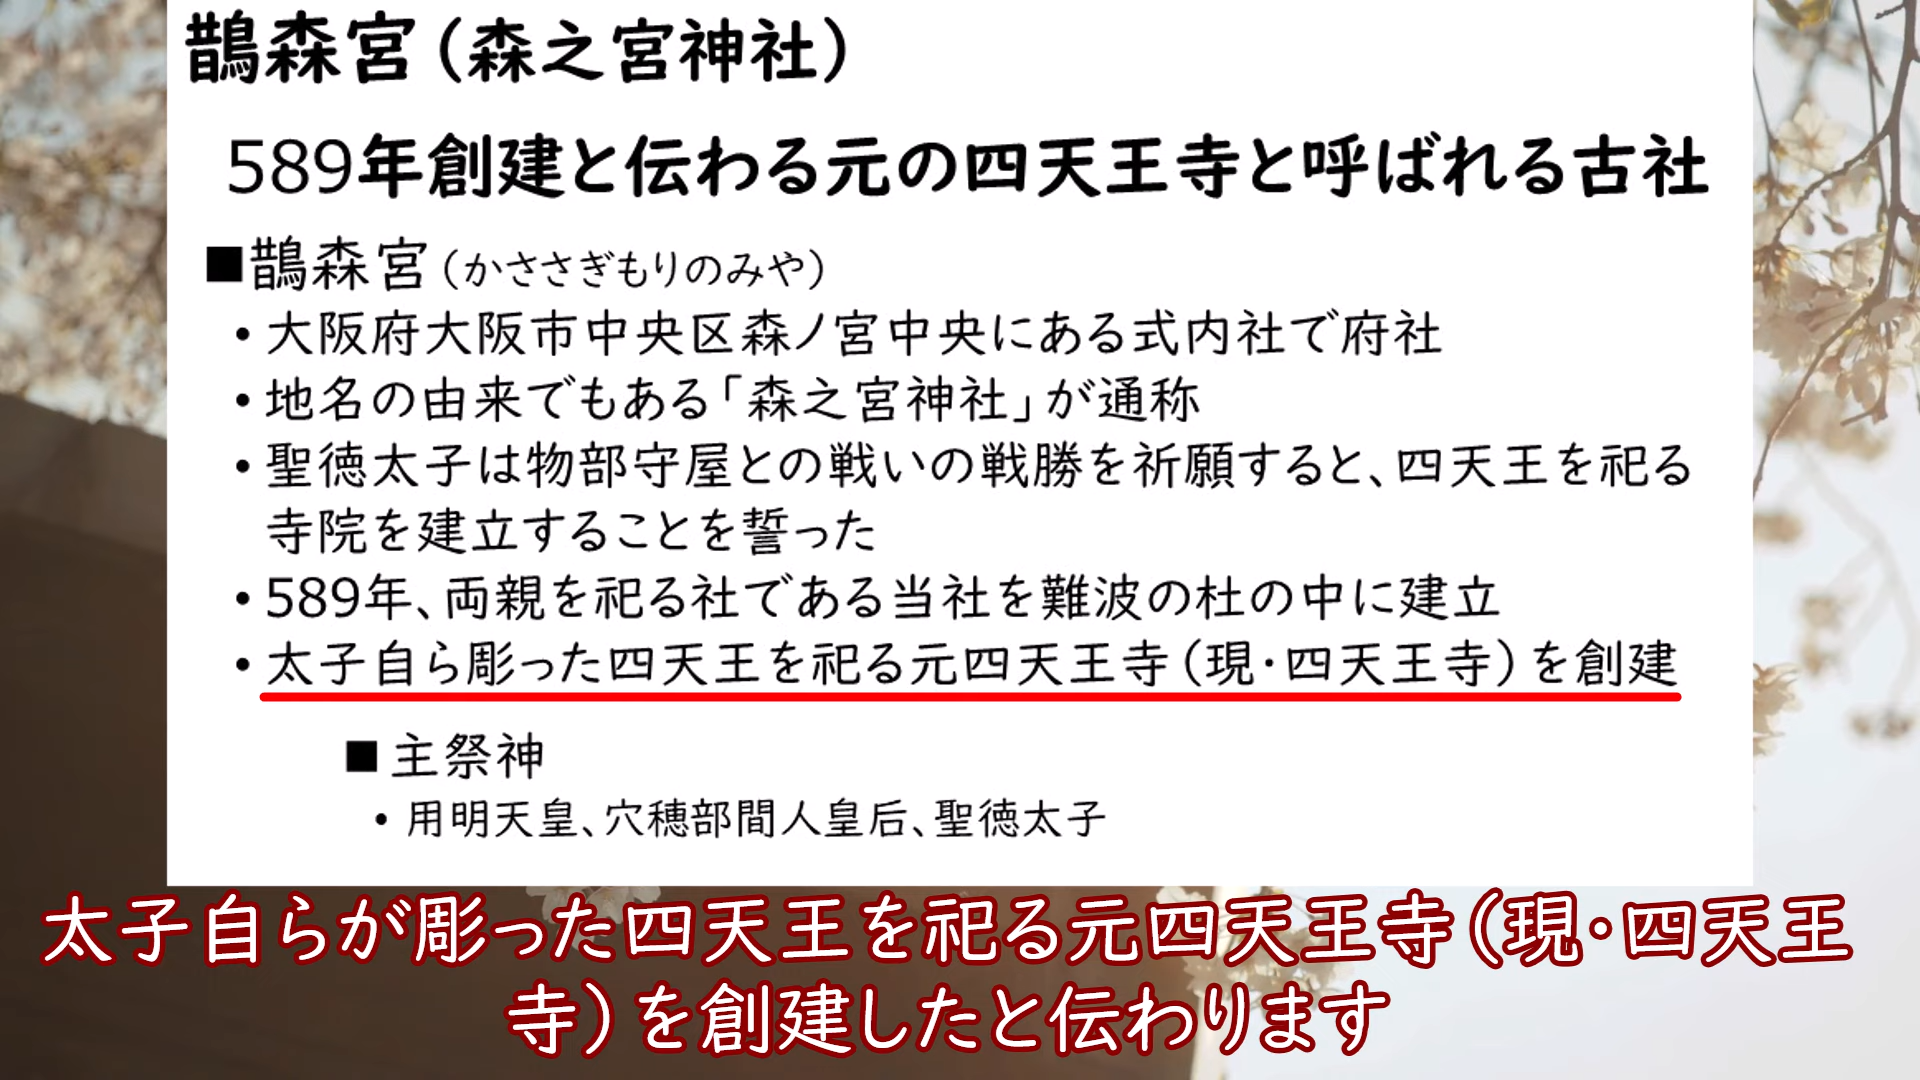 鵲森宮（森之宮神社）
589年創建と伝わる元の四天王寺と呼ばれる古社
■鵲森宮（かささぎもりのみや）
• 大阪府大阪市中央区森ノ宮中央にある式内社で府社
• 地名の由来でもある「森之宮神社」が通称
• 聖徳太子は物部守屋との戦いの戦勝を祈願すると、四天王を祀る
寺院を建立することを誓った
• 589年、両親を祀る社である当社を難波の杜の中に建立
• 太子自ら彫った四天王を祀る元四天王寺（現・四天王寺）を創建
■ 主祭神
• 用明天皇、穴穂部間人皇后、聖徳太子
太子自らが彫った四天王を祀る元四天王寺（現・四天王
寺）を創建したと伝わります